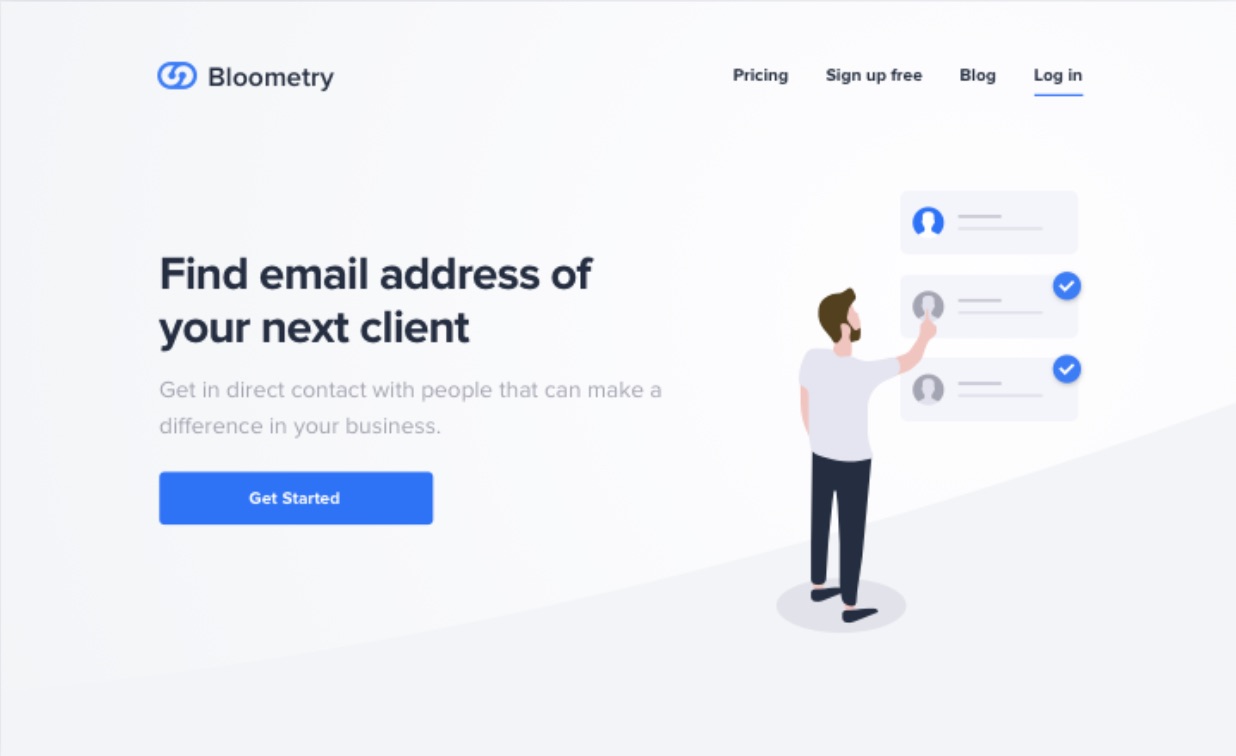 Bloometry
Pricing Sign up free Blog Log in
Find email address of
your next client
Get in direct contact with people that can make a
difference in your business.
Get Started